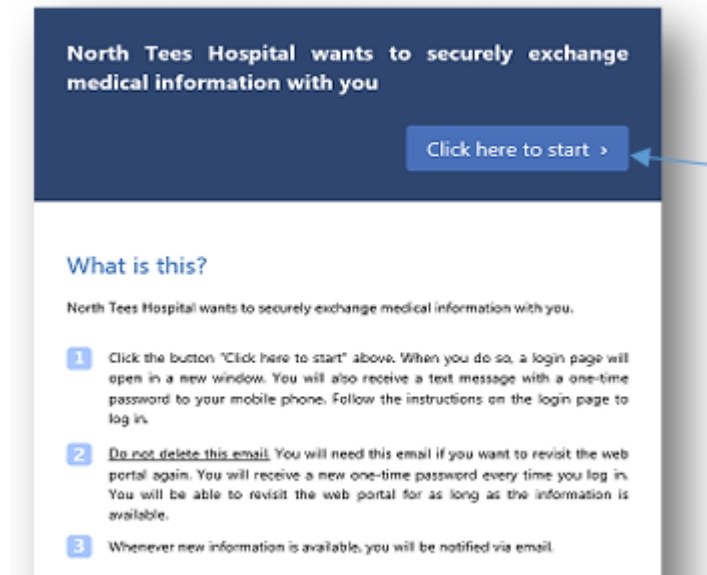 North Tees Hospital wants to securely exchange
medical information with you
Click here to start ›
What is this?
North Tees Hospital wants to securely exchange medical information with you.
1 Click the button "Click here to start" above. When you do so, a login page will
open in a new window. You will also receive a text message with a one-time
password to your mobile phone. Follow the instructions on the login page to
log in.
2 Do not delete this email. You will need this email if you want to revisit the web
portal again. You will receive a new one-time password every time you log in.
You will be able to revisit the web portal for as long as the information is
available.
3 Whenever new information is available, you will be notified via email.